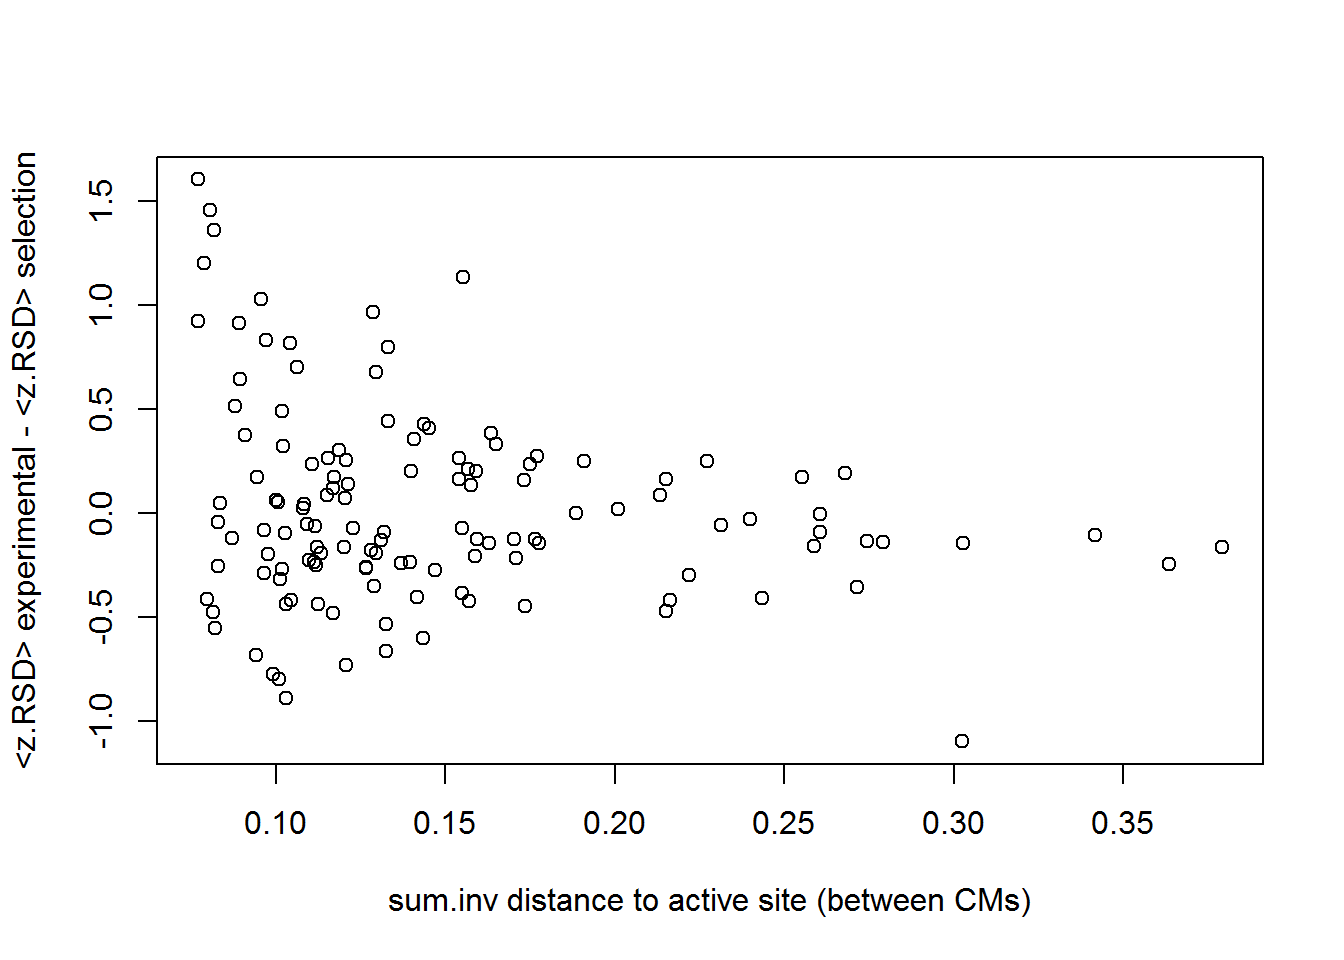 <z.RSD> experimental - <z.RSD> selection
1.5
1.0
0.5
0.0
-0.5
-1.0
0.10 0.15 0.20 0.25 0.30 0.35
sum.inv distance to active site (between CMs)